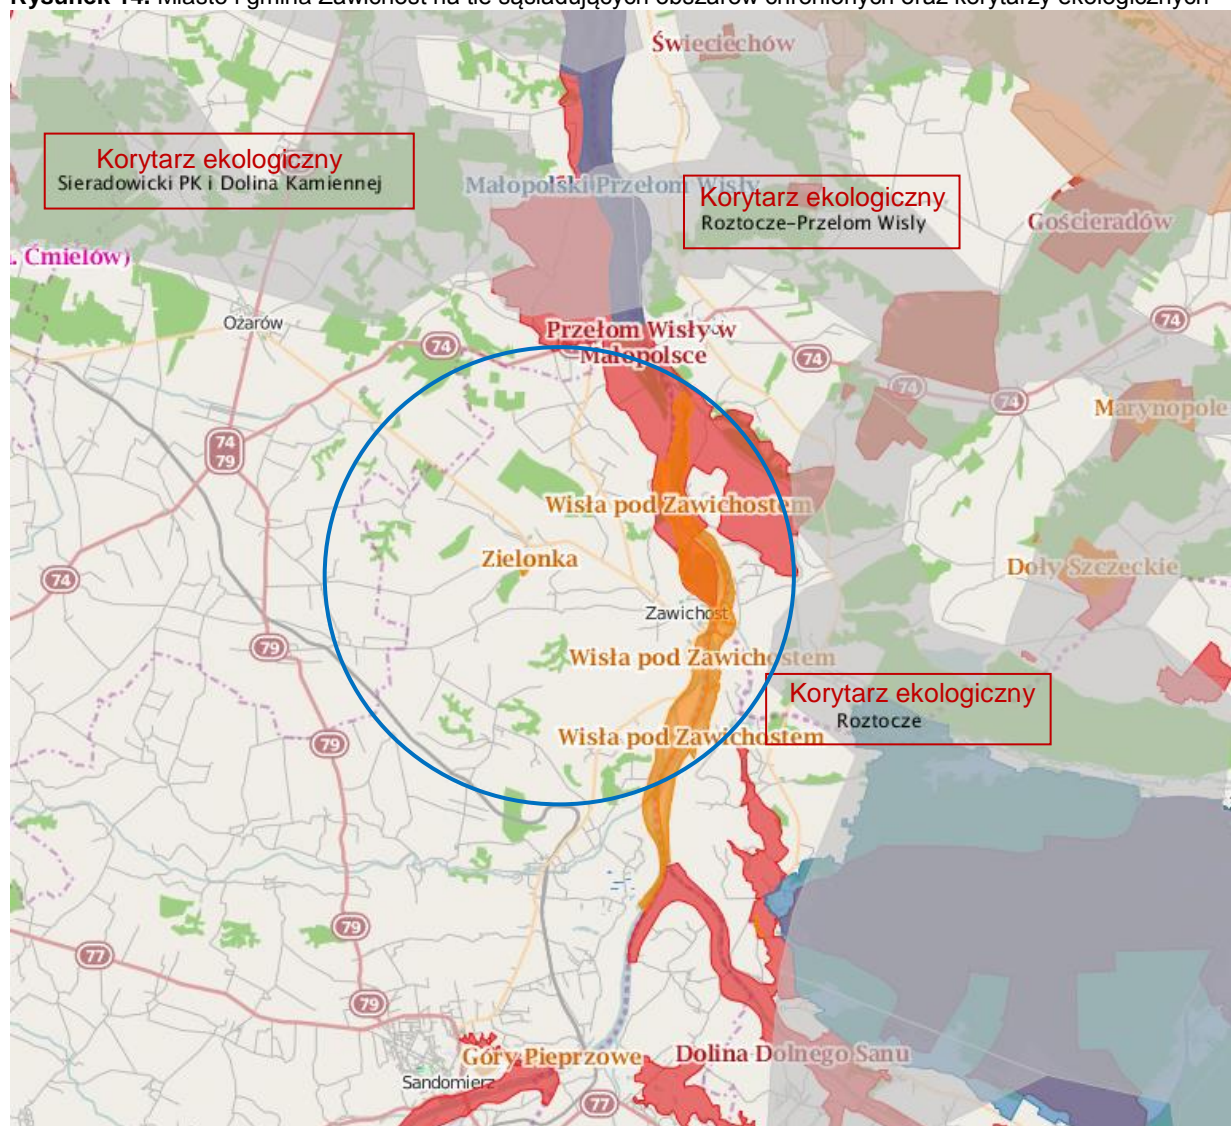 Rysunek 14. Miasto i gmina Zawichost na tle sąsiadujących obszarów chronionych oraz korytarzy ekologicznych
Święciechów
Korytarz ekologiczny
Sieradowicki PK i Dolina Kamiennej
Małopolski Przełom Wisły
Korytarz ekologiczny
Roztocze-Przelom Wisly
Gościeradów
. Ćmielów)
Ożarów
74
Przełom Wisły w
Małopolsce
74
74
74
74
Marynopole
74
79
Wisła pod Zawichostem
Zielonka
Doły Szczeckie
74
Zawichost
79
Wisła pod Zawichostem
Korytarz ekologiczny
Roztocze
Wisła pod Zawichostem
79
79
77
79
Góry Pieprzowe
Dolina Dolnego Sanu
Sandomierz
77